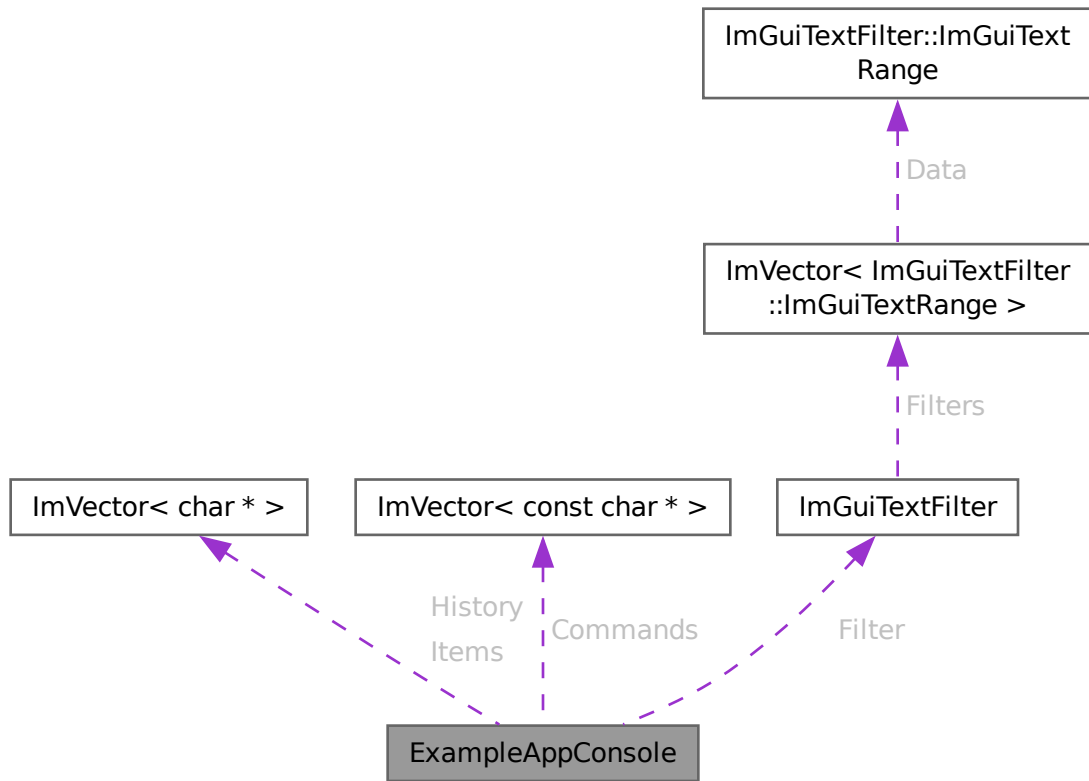 ImGuiTextFilter::ImGuiText
Range
Data
ImVector< ImGuiTextFilter
::ImGuiTextRange >
Filters
ImVector< char * >
ImVector< const char * >
ImGuiTextFilter
History
Items
Commands
Filter
ExampleAppConsole